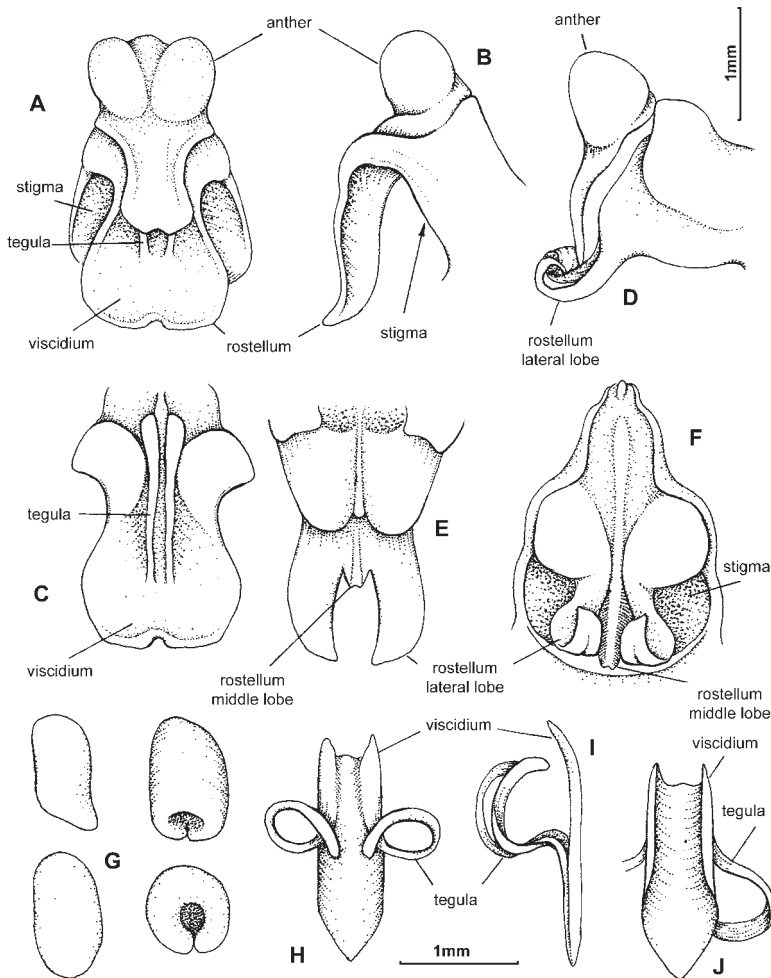 anther
anther
1mm
A
B
stigma
tegula
D
viscidium
rostellum
stigma
rostellum
lateral lobe
F
tegula
E
stigma
C
viscidium
rostellum
middle lobe
rostellum
lateral lobe
rostellum
middle lobe
viscidium
I
viscidium
tegula
G
tegula
H
1mm
J